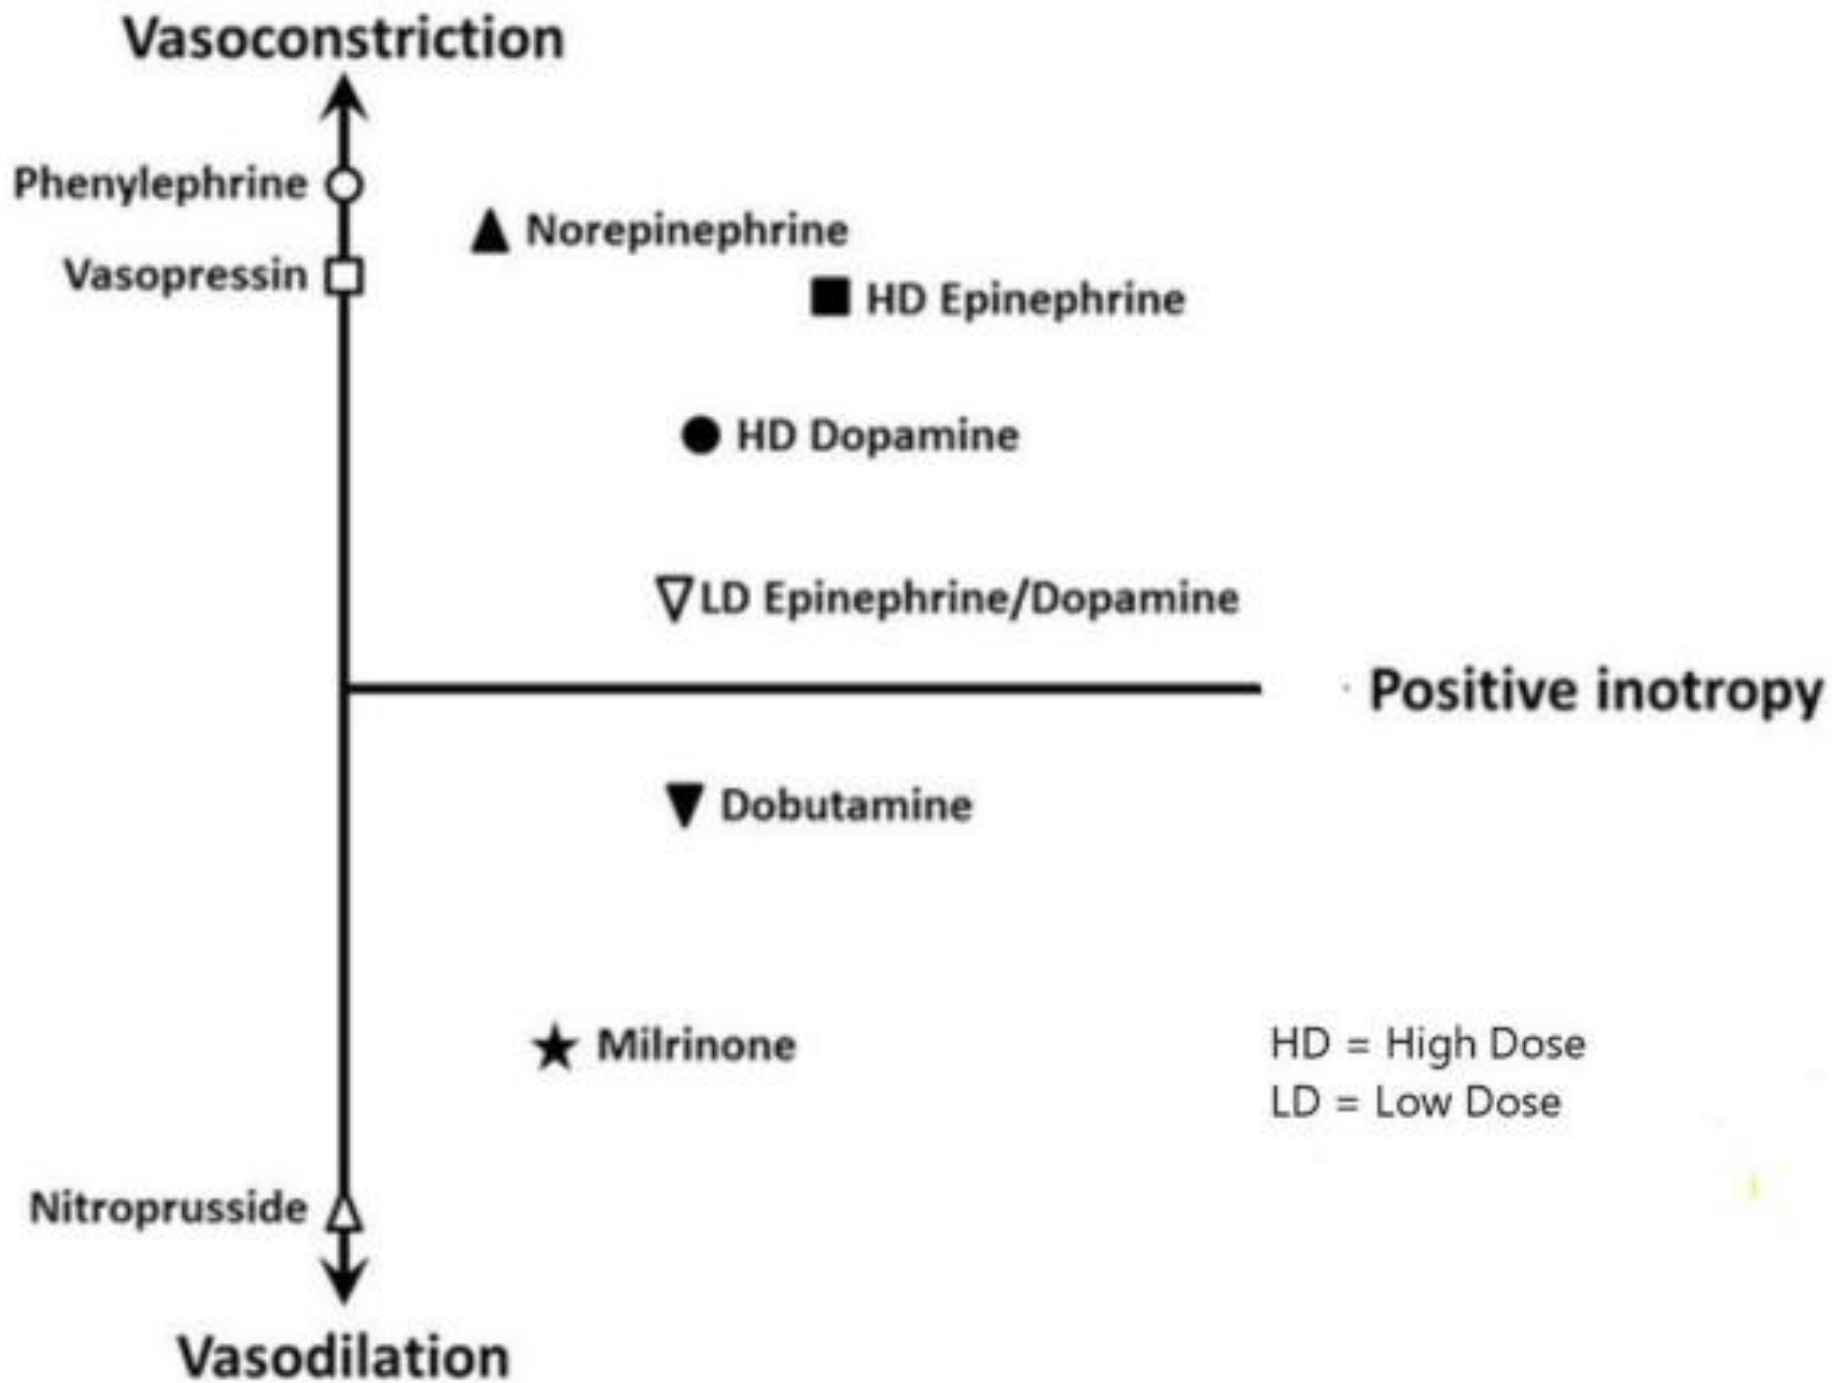 Vasoconstriction
Phenylephrine
Norepinephrine
Vasopressin
HD Epinephrine
HD Dopamine
LD Epinephrine/Dopamine
Positive inotropy
Dobutamine
Milrinone
HD = High Dose
LD = Low Dose
Nitroprusside
Vasodilation